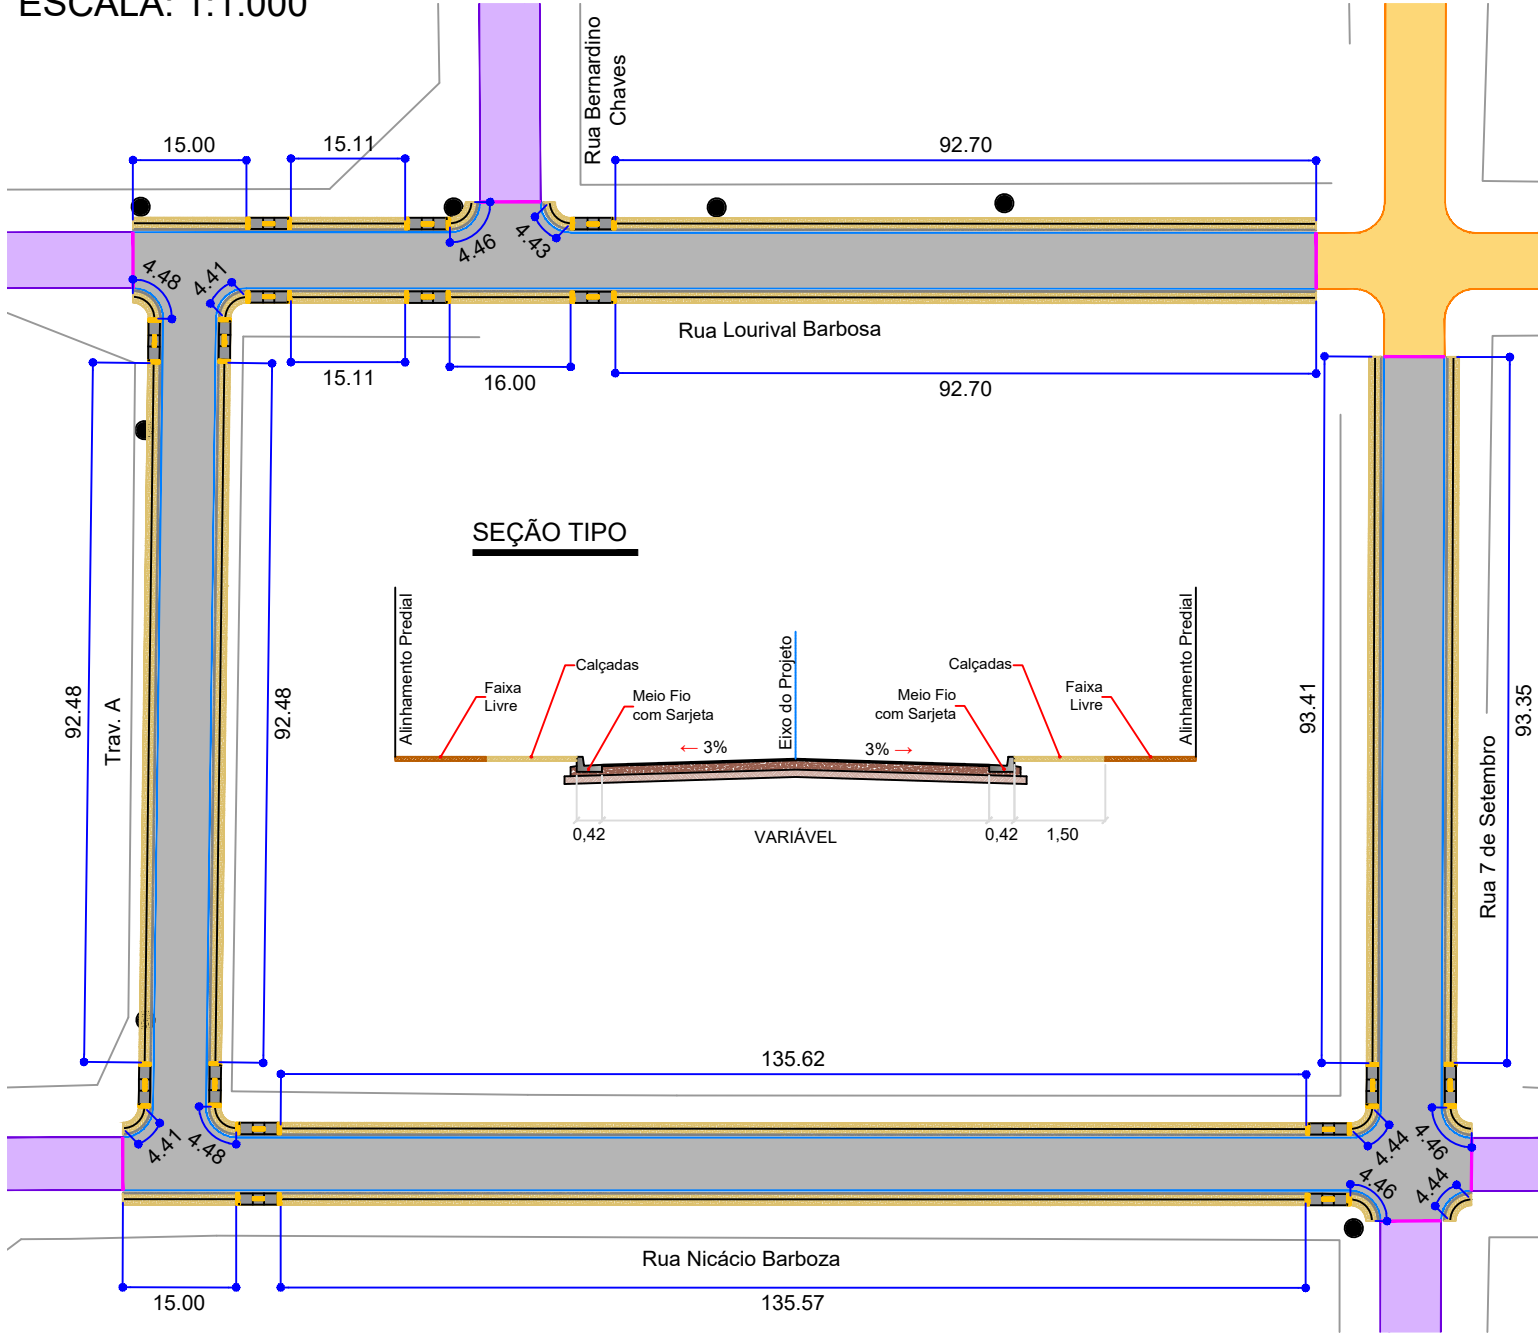 ESCALA: 1:1.000
Rua Bernardino
Chaves
15.00
15.11
92.70
4.46
4.43
4.48
4.41
Rua Lourival Barbosa
15.11
16.00
92.70
SEÇÃO TIPO
Alinhamento Predial
Faixa
Livre
Calçadas
Meio Fio
com Sarjeta
← 3%
Eixo do Projeto
3% →
Calçadas
Meio Fio
com Sarjeta
Faixa
Livre
Alinhamento Predial
0,42
VARIÁVEL
0,42
1,50
92.48
Trav. A
92.48
93.41
Rua 7 de Setembro
93.35
135.62
4.41
4.48
4.44
4.46
4.46
4.44
Rua Nicácio Barboza
15.00
135.57